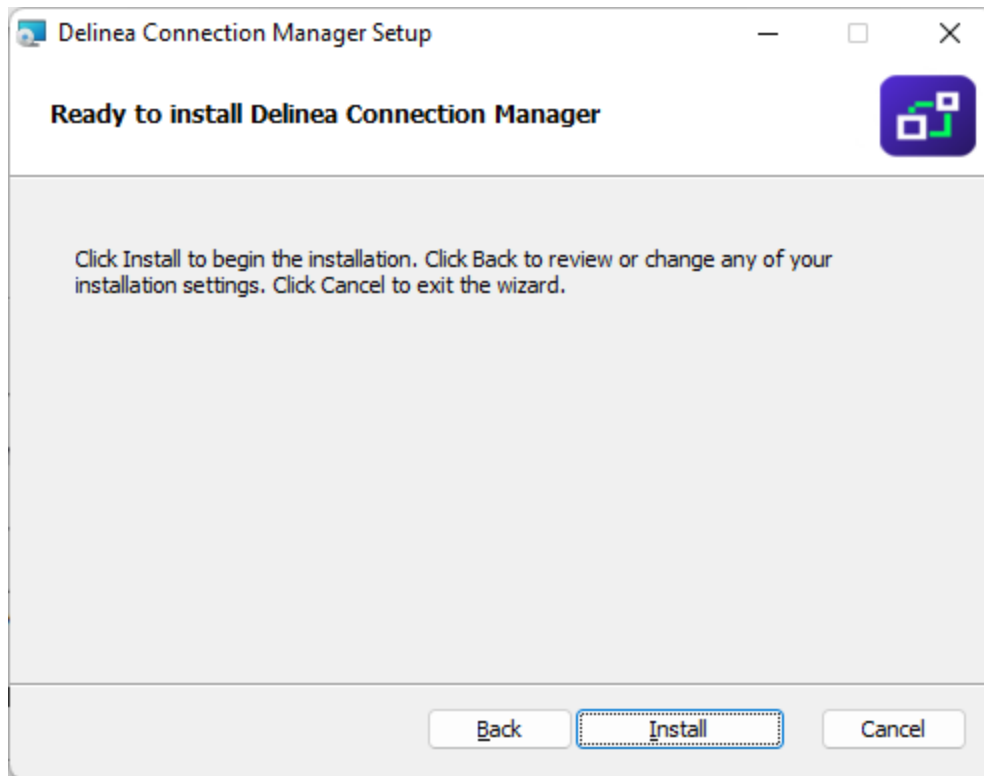 Delinea Connection Manager Setup
Ready to install Delinea Connection Manager
Click Install to begin the installation. Click Back to review or change any of your
installation settings. Click Cancel to exit the wizard.
Back Install Cancel